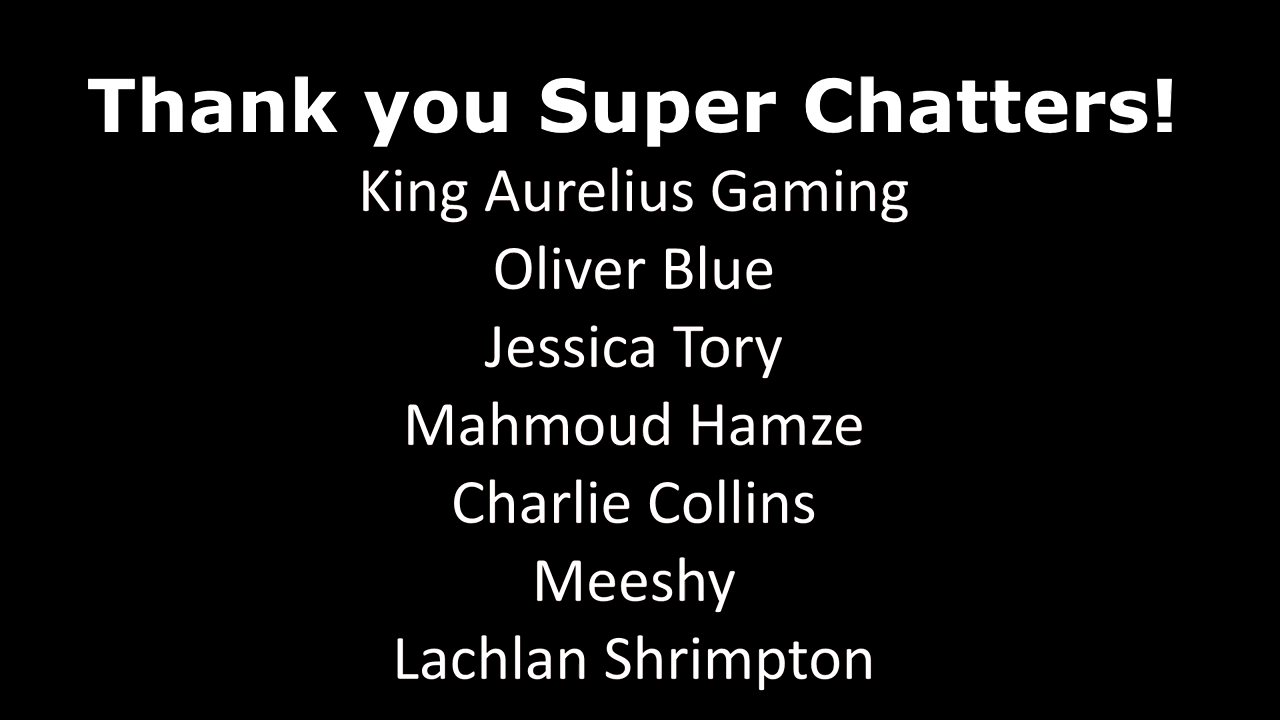 Thank you Super Chatters!
King Aurelius Gaming
Oliver Blue
Jessica Tory
Mahmoud Hamze
Charlie Collins
Meeshy
Lachlan Shrimpton